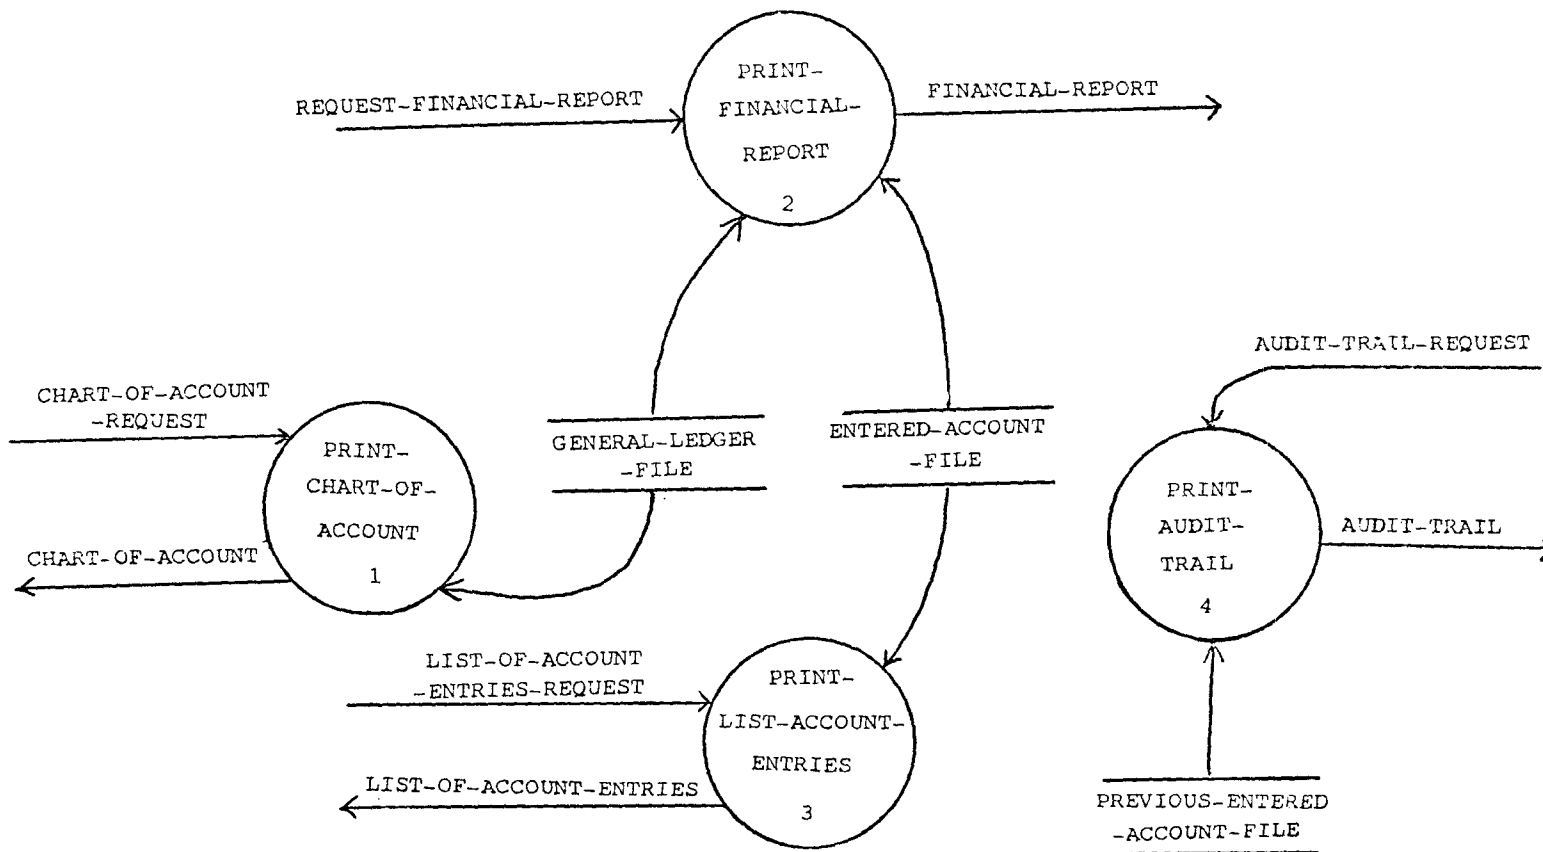 PRINT-
FINANCIAL-
REPORT
2
REQUEST-FINANCIAL-REPORT
FINANCIAL-REPORT
AUDIT-TRAIL-REQUEST
CHART-OF-ACCOUNT
-REQUEST
PRINT-
CHART-OF-
ACCOUNT
1
CHART-OF-ACCOUNT
GENERAL-LEDGER
-FILE
ENTERED-ACCOUNT
-FILE
PRINT-
AUDIT-
TRAIL
4
AUDIT-TRAIL
LIST-OF-ACCOUNT
-ENTRIES-REQUEST
PRINT-
LIST-ACCOUNT-
ENTRIES
3
LIST-OF-ACCOUNT-ENTRIES
PREVIOUS-ENTERED
-ACCOUNT-FILE